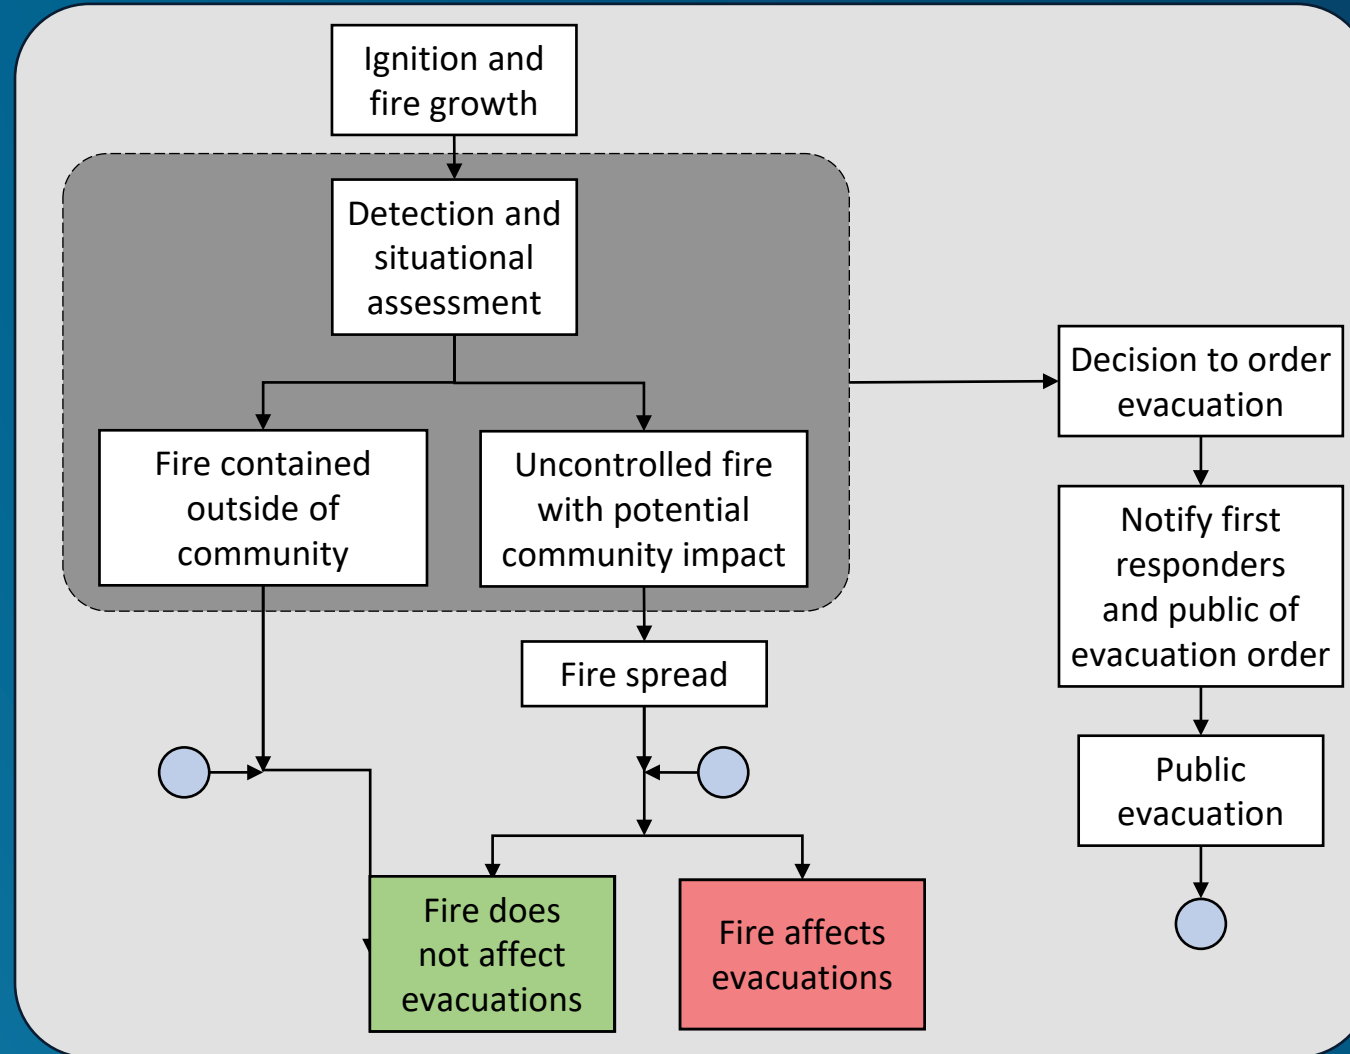 Ignition and
fire growth
Detection and
situational
assessment
Fire contained
outside of
community
Uncontrolled fire
with potential
community impact
Fire spread
Fire does
not affect
evacuations
Fire affects
evacuations
Decision to order
evacuation
Notify first
responders
and public of
evacuation order
Public
evacuation